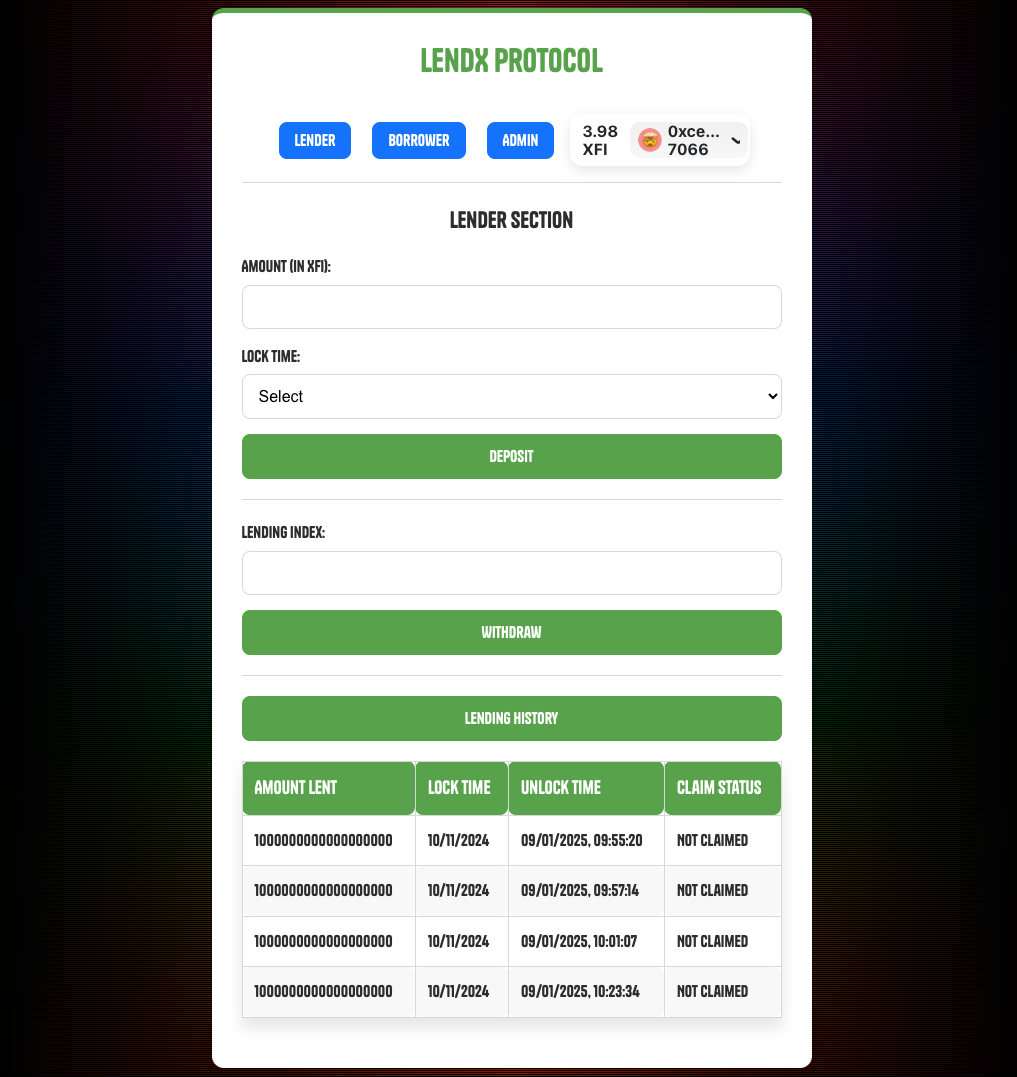 LENDX PROTOCOL
LENDER BORROWER ADMIN 3.98 XFI 0xce... 7066
LENDER SECTION
AMOUNT (IN XFI):
LOCK TIME:
Select
DEPOSIT
LENDING INDEX:
WITHDRAW
LENDING HISTORY
AMOUNT LENT LOCK TIME UNLOCK TIME CLAIM STATUS
1000000000000000000 10/11/2024 09/01/2025, 09:55:20 NOT CLAIMED
1000000000000000000 10/11/2024 09/01/2025, 09:57:14 NOT CLAIMED
1000000000000000000 10/11/2024 09/01/2025, 10:01:07 NOT CLAIMED
1000000000000000000 10/11/2024 09/01/2025, 10:23:34 NOT CLAIMED